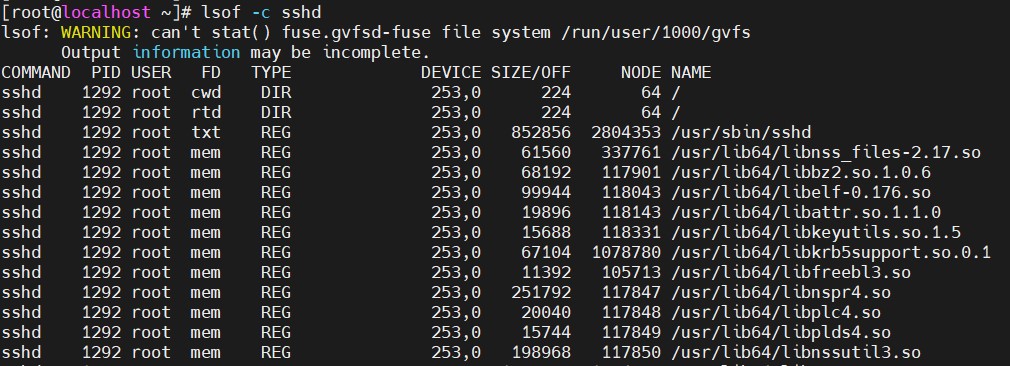 [root@localhost ~]# lsof -c sshd
lsof: WARNING: can't stat() fuse.gvfsd-fuse file system /run/user/1000/gvfs
      Output information may be incomplete.
COMMAND  PID USER   FD   TYPE             DEVICE SIZE/OFF    NODE NAME
sshd    1292 root  cwd    DIR              253,0      224      64 /
sshd    1292 root  rtd    DIR              253,0      224      64 /
sshd    1292 root  txt    REG              253,0   852856 2804353 /usr/sbin/sshd
sshd    1292 root  mem    REG              253,0    61560  337761 /usr/lib64/libnss_files-2.17.so
sshd    1292 root  mem    REG              253,0    68192  117901 /usr/lib64/libbz2.so.1.0.6
sshd    1292 root  mem    REG              253,0    99944  118043 /usr/lib64/libelf-0.176.so
sshd    1292 root  mem    REG              253,0    19896  118143 /usr/lib64/libattr.so.1.1.0
sshd    1292 root  mem    REG              253,0    15688  118331 /usr/lib64/libkeyutils.so.1.5
sshd    1292 root  mem    REG              253,0    67104 1078780 /usr/lib64/libkrb5support.so.0.1
sshd    1292 root  mem    REG              253,0    11392  105713 /usr/lib64/libfreebl3.so
sshd    1292 root  mem    REG              253,0   251792  117847 /usr/lib64/libnspr4.so
sshd    1292 root  mem    REG              253,0    20040  117848 /usr/lib64/libplc4.so
sshd    1292 root  mem    REG              253,0    15744  117849 /usr/lib64/libplds4.so
sshd    1292 root  mem    REG              253,0   198968  117850 /usr/lib64/libnssutil3.so